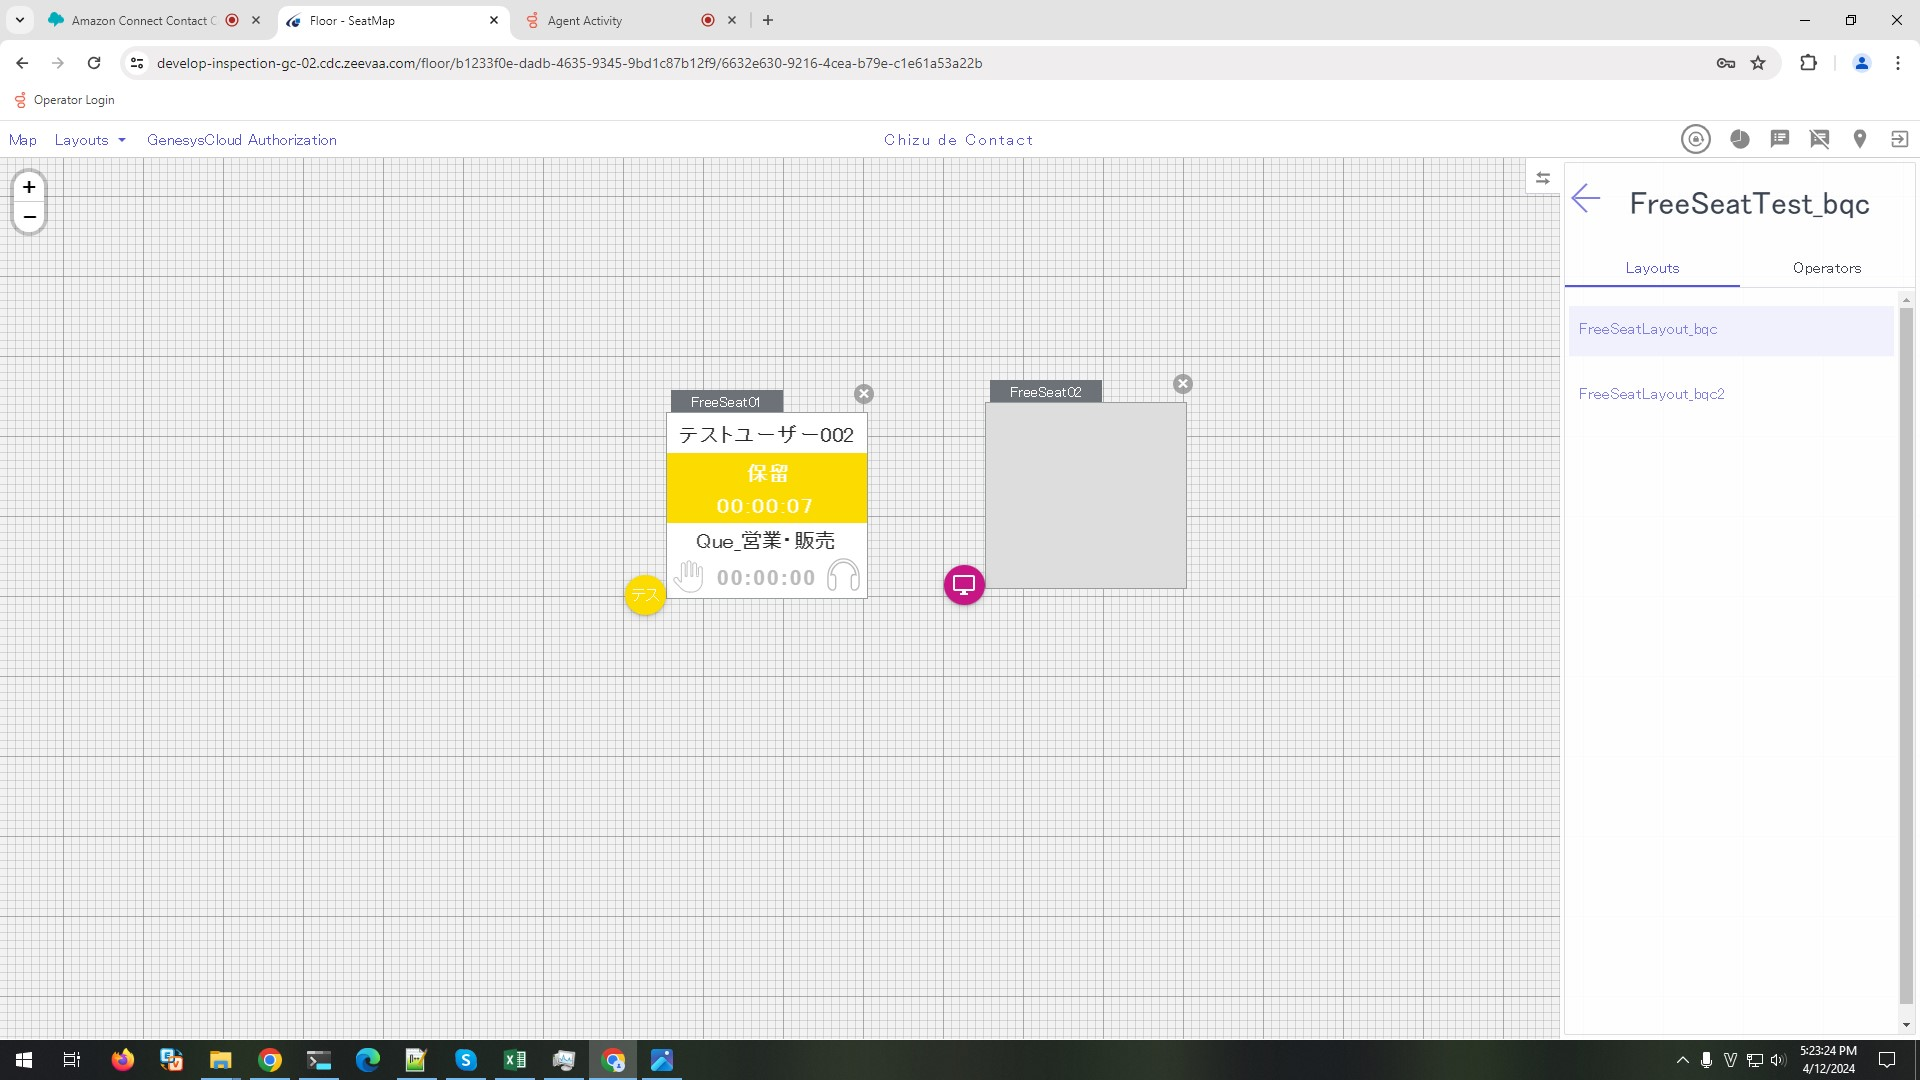 Amazon Connect Contact C
Floor - SeatMap
Agent Activity
develop-inspection-gc-02.cdc.zeevaa.com/floor/b1233f0e-dadb-4635-9345-9bd1c87b12f9/6632e630-9216-4cea-b79e-c1e61a53a22b
Operator Login
Map Layouts GenesysCloud Authorization
Chizu de Contact
+
−
FreeSeatTest_bqc
Layouts Operators
FreeSeatLayout_bqc
FreeSeatLayout_bqc2
FreeSeat01
テストユーザー002
保留
00:00:07
Que_営業・販売
00:00:00
テス
FreeSeat02
5:23:24 PM
4/12/2024